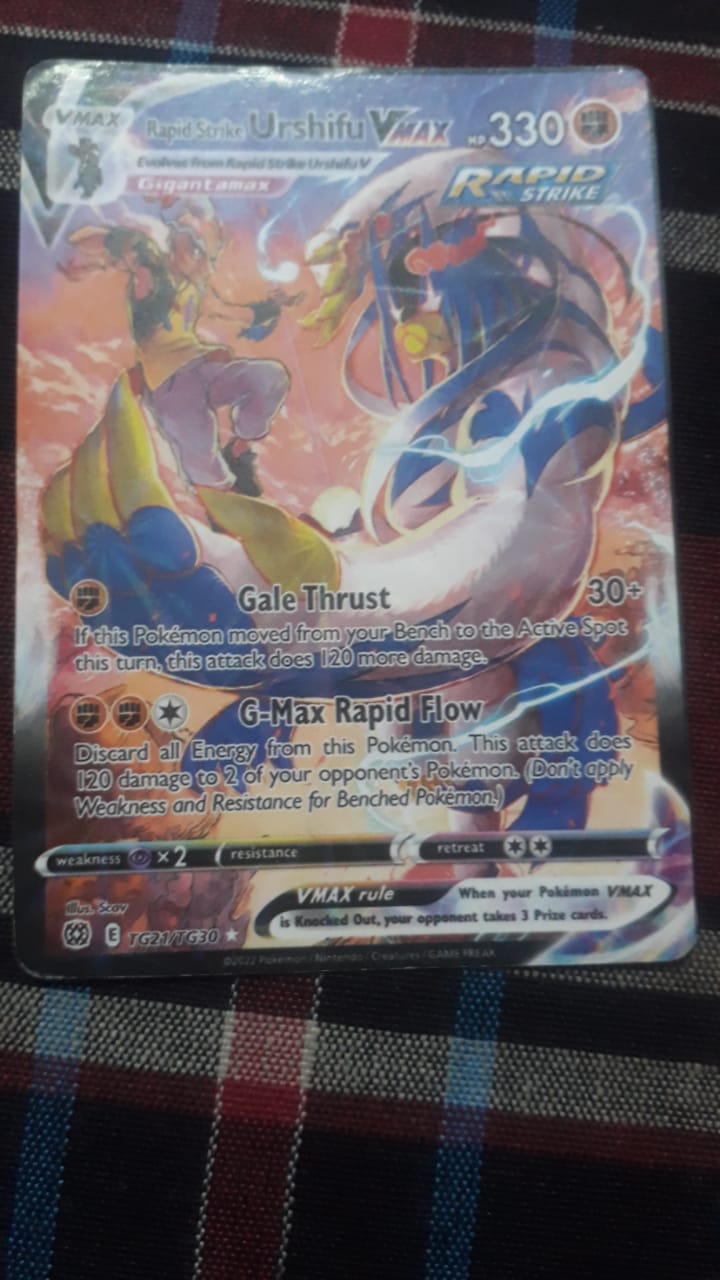 VMAX
Rapid Strike Urshifu VMAX HP 330
Evolves from Rapid Strike Urshifu V
Gigantamax
RAPID
STRIKE
Gale Thrust 30+
If this Pokémon moved from your Bench to the Active Spot
this turn, this attack does 120 more damage.
G-Max Rapid Flow
Discard all Energy from this Pokémon. This attack does
120 damage to 2 of your opponent's Pokémon. (Don't apply
Weakness and Resistance for Benched Pokémon.)
weakness ×2 resistance retreat
VMAX rule When your Pokémon VMAX
is Knocked Out, your opponent takes 3 Prize cards.
Illus. Scav
E TG21/TG30
©2022 Pokémon / Nintendo / Creatures / GAME FREAK